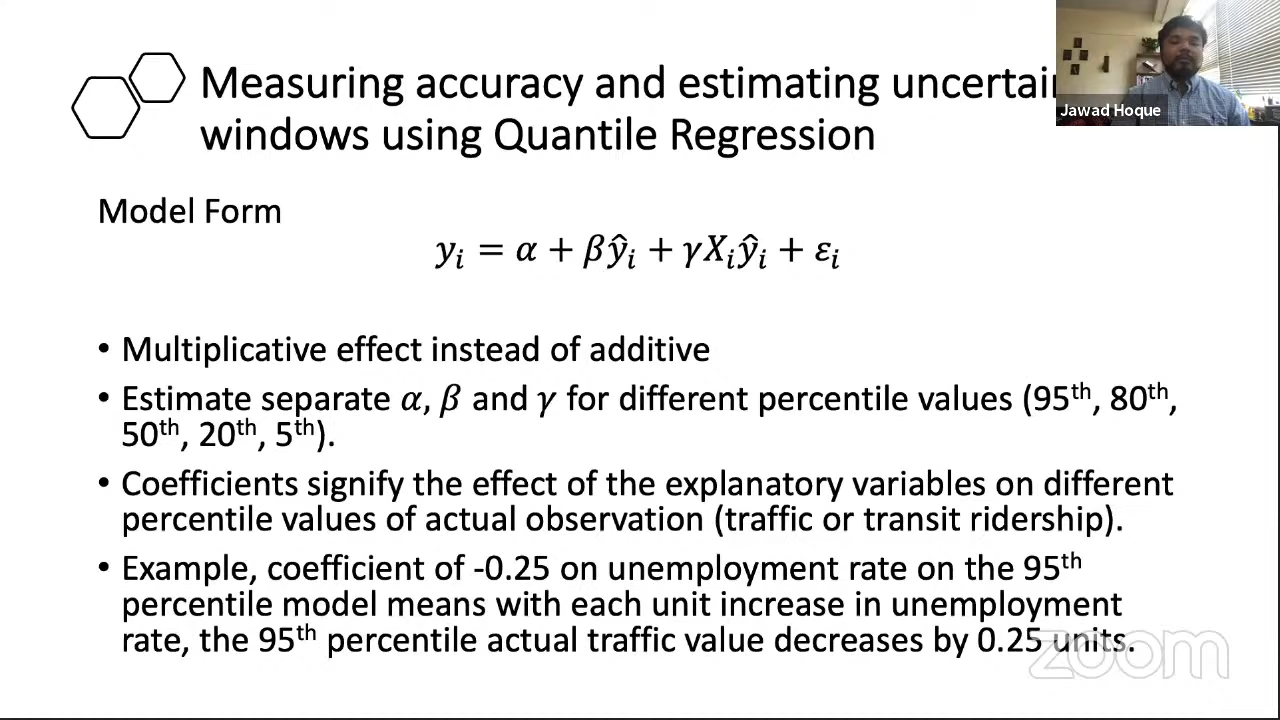 Measuring accuracy and estimating uncertain
windows using Quantile Regression
Jawad Hoque
Model Form
yᵢ = α + βŷᵢ + γXᵢŷᵢ + εᵢ
• Multiplicative effect instead of additive
• Estimate separate α, β and γ for different percentile values (95th, 80th,
50th, 20th, 5th).
• Coefficients signify the effect of the explanatory variables on different
percentile values of actual observation (traffic or transit ridership).
• Example, coefficient of -0.25 on unemployment rate on the 95th
percentile model means with each unit increase in unemployment
rate, the 95th percentile actual traffic value decreases by 0.25 units.
zoom